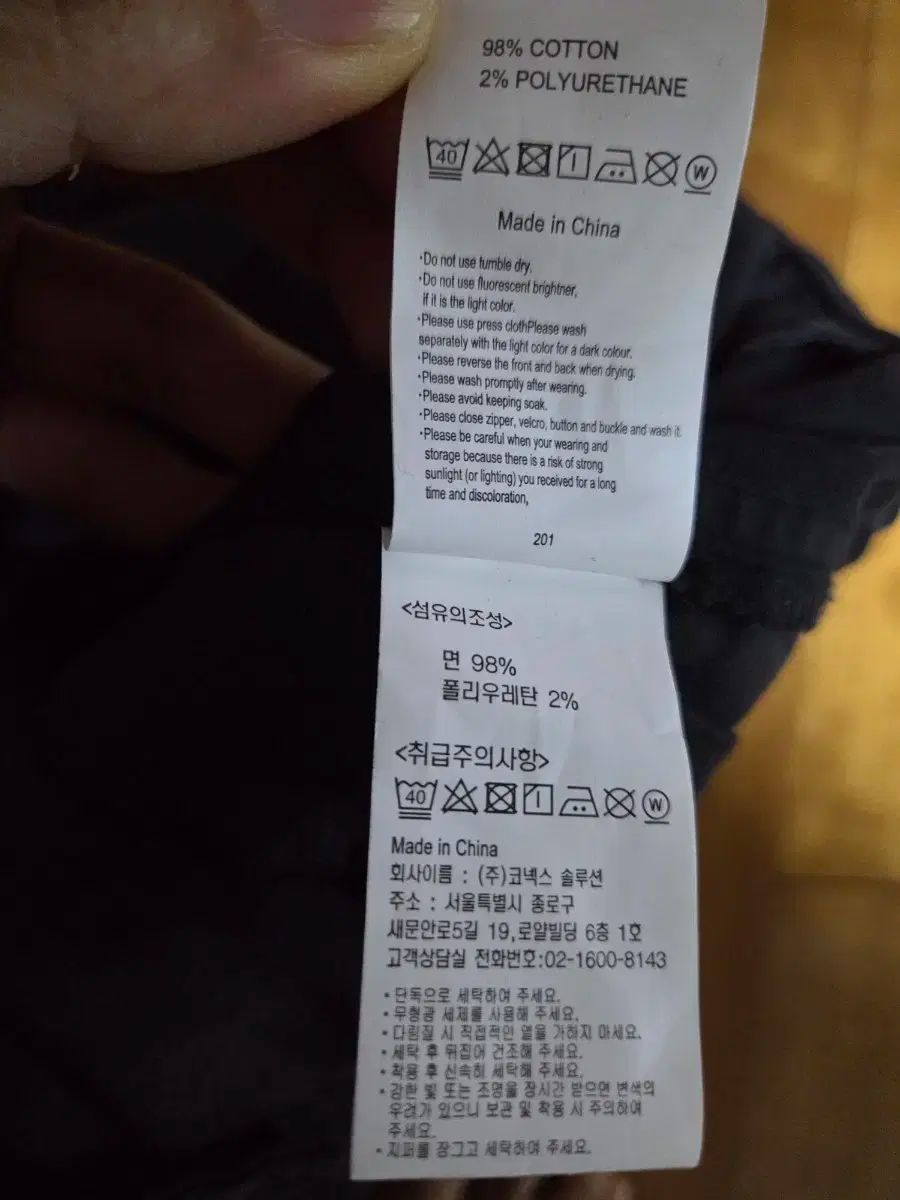 98% COTTON
2% POLYURETHANE
40 W
Made in China
·Do not use tumble dry.
·Do not use fluorescent brightner,
if it is the light color.
·Please use press clothPlease wash
separately with the light color for a dark colour.
·Please reverse the front and back when drying.
·Please wash promptly after wearing.
·Please avoid keeping soak.
·Please close zipper, velcro, button and buckle and wash it.
·Please be careful when your wearing and
storage because there is a risk of strong
sunlight (or lighting) you received for a long
time and discoloration,
201
<섬유의조성>
면 98%
폴리우레탄 2%
<취급주의사항>
40 W
Made in China
회사이름 : (주)코넥스 솔루션
주소 : 서울특별시 종로구
새문안로5길 19,로얄빌딩 6층 1호
고객상담실 전화번호:02-1600-8143
·단독으로 세탁하여 주세요.
·무형광 세제를 사용해 주세요.
·다림질 시 직접적인 열을 가하지 마세요.
·세탁 후 뒤집어 건조해 주세요.
·착용 후 신속히 세탁해 주세요.
·강한 빛 또는 조명을 장시간 받으면 변색의
우려가 있으니 보관 및 착용 시 주의하여
주세요.
·지퍼를 장그고 세탁하여 주세요.